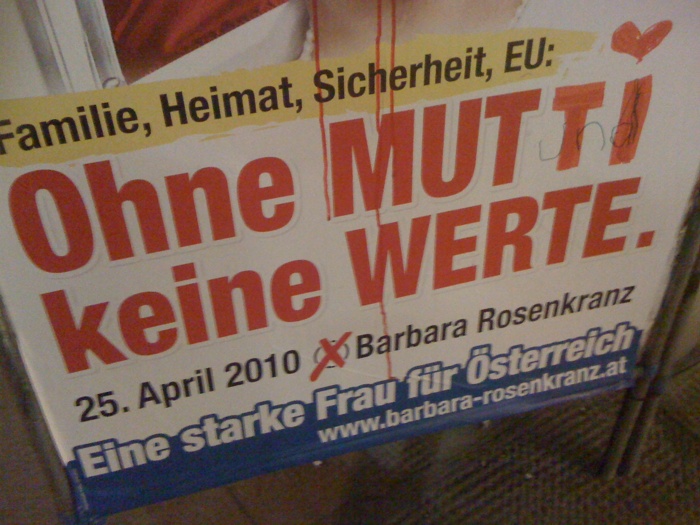 Familie, Heimat, Sicherheit, EU:
Ohne MUTTI
keine WERTE.
25. April 2010 Barbara Rosenkranz
Eine starke Frau für Österreich
www.barbara-rosenkranz.at